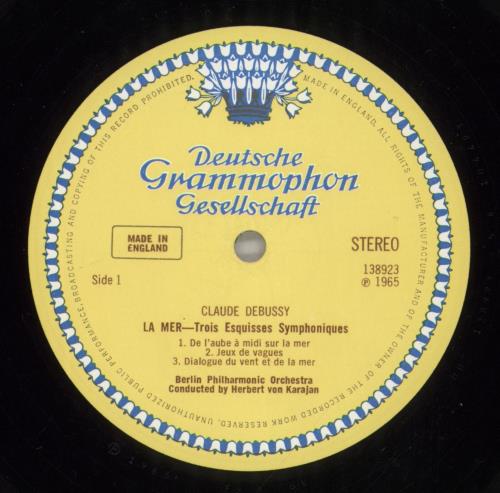 MADE IN ENGLAND. ALL RIGHTS OF THE MANUFACTURER AND OF THE OWNER OF THE RECORDED WORK RESERVED. UNAUTHORIZED PUBLIC PERFORMANCE, BROADCASTING AND COPYING OF THIS RECORD PROHIBITED.
Deutsche
Grammophon
Gesellschaft
MADE IN
ENGLAND
STEREO
Side 1
138923
℗ 1965
CLAUDE DEBUSSY
LA MER—Trois Esquisses Symphoniques
1. De l'aube à midi sur la mer
2. Jeux de vagues
3. Dialogue du vent et de la mer
Berlin Philharmonic Orchestra
Conducted by Herbert von Karajan